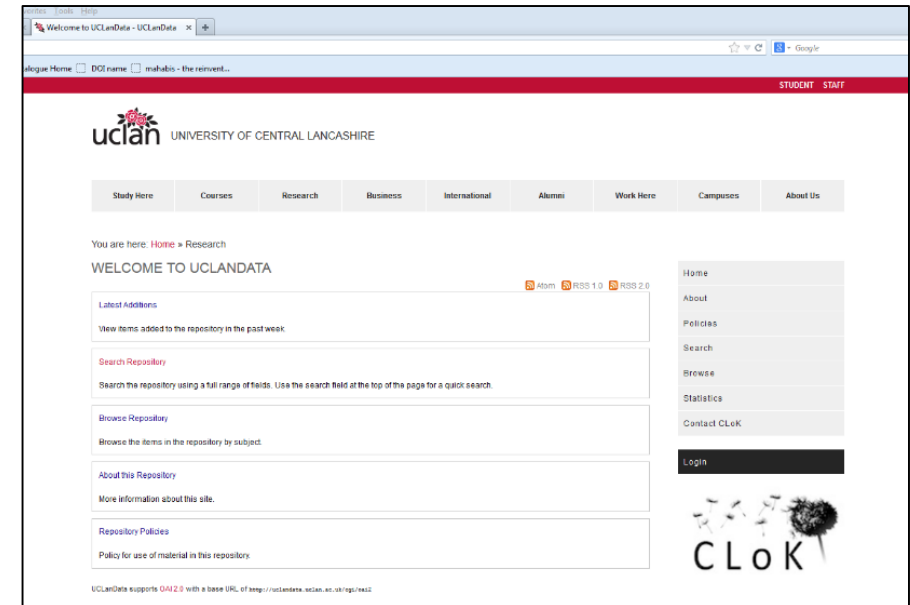 Favorites Tools Help
Welcome to UCLanData - UCLanData × +
Google
alogue Home DGI name mahabis - the reinvent...
STUDENT STAFF
uclan UNIVERSITY OF CENTRAL LANCASHIRE
Study Here Courses Research Business International Alumni Work Here Campuses About Us
You are here: Home » Research
WELCOME TO UCLANDATA
Atom RSS 1.0 RSS 2.0
Latest Additions
View items added to the repository in the past week.
Search Repository
Search the repository using a full range of fields. Use the search field at the top of the page for a quick search.
Browse Repository
Browse the items in the repository by subject.
About this Repository
More information about this site.
Repository Policies
Policy for use of material in this repository.
UCLanData supports OAI 2.0 with a base URL of http://uclandata.uclan.ac.uk/cgi/oai2
Home
About
Policies
Search
Browse
Statistics
Contact CLoK
Login
CLoK